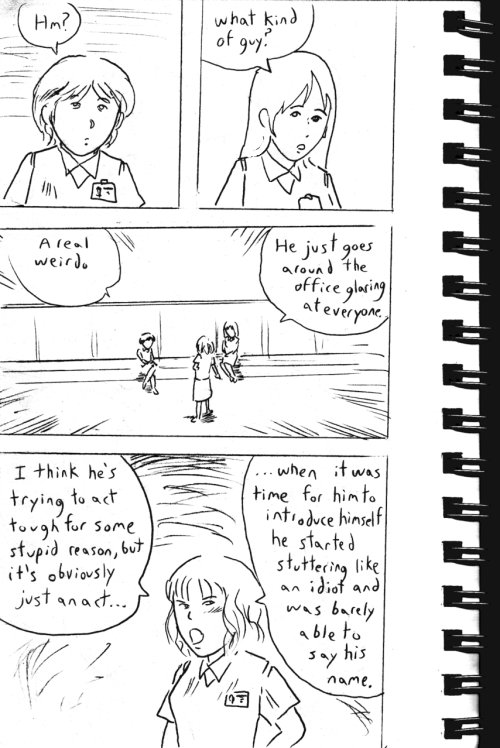 Hm?
what kind
of guy?
A real
weirdo.
He just goes
around the
office glaring
at everyone.
I think he's
trying to act
tough for some
stupid reason, but
it's obviously
just an act...
...when it was
time for him to
introduce himself
he started
stuttering like
an idiot and
was barely
able to
say his
name.